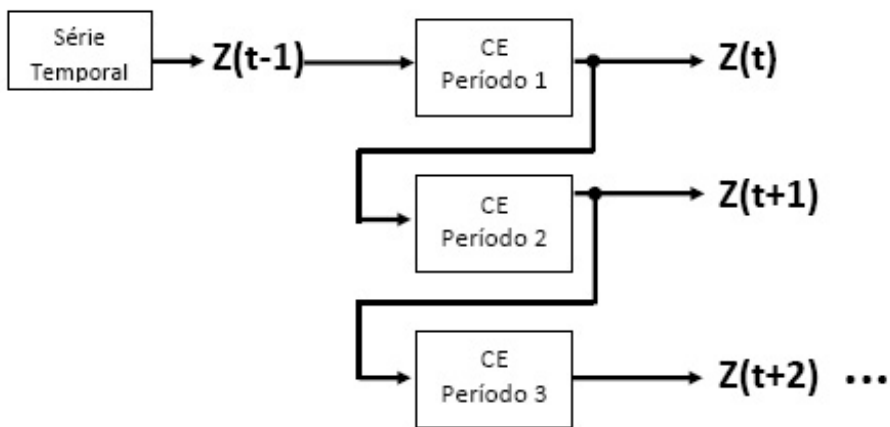 Série
Temporal
Z(t-1)
CE
Período 1
Z(t)
CE
Período 2
Z(t+1)
CE
Período 3
Z(t+2) ...